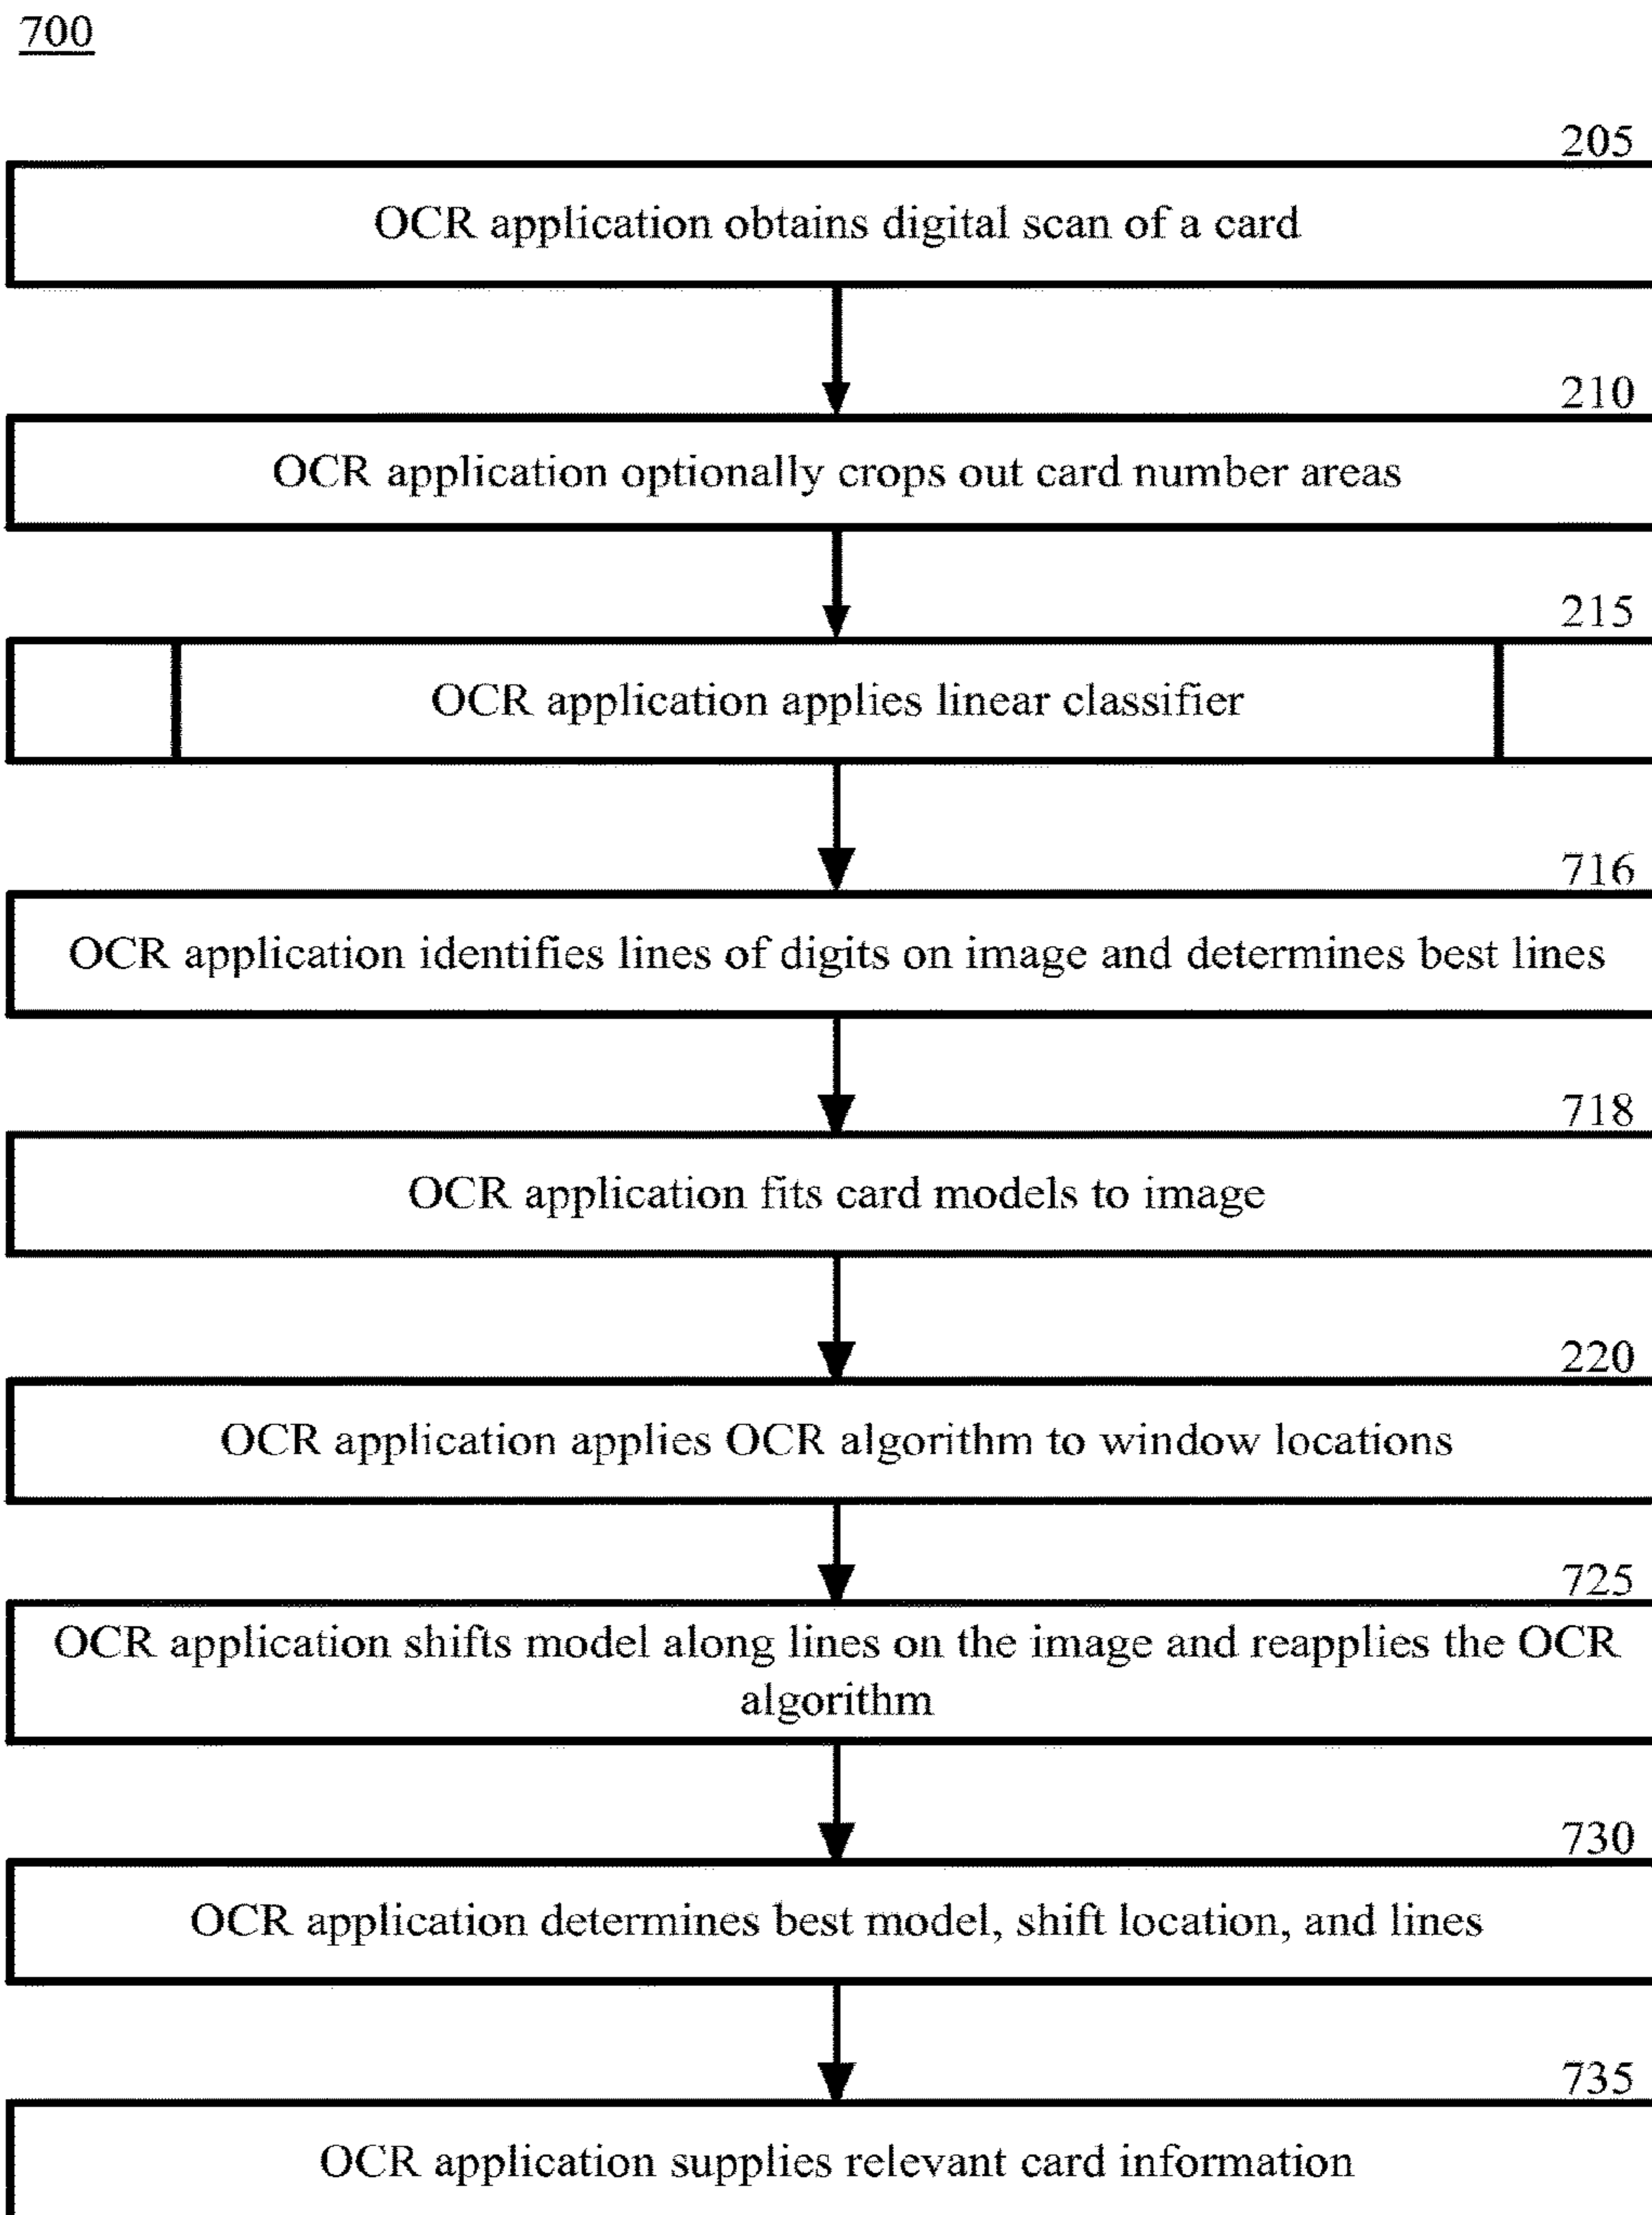 700
205
OCR application obtains digital scan of a card
210
OCR application optionally crops out card number areas
215
OCR application applies linear classifier
716
OCR application identifies lines of digits on image and determines best lines
718
OCR application fits card models to image
220
OCR application applies OCR algorithm to window locations
725
OCR application shifts model along lines on the image and reapplies the OCR
algorithm
730
OCR application determines best model, shift location, and lines
735
OCR application supplies relevant card information